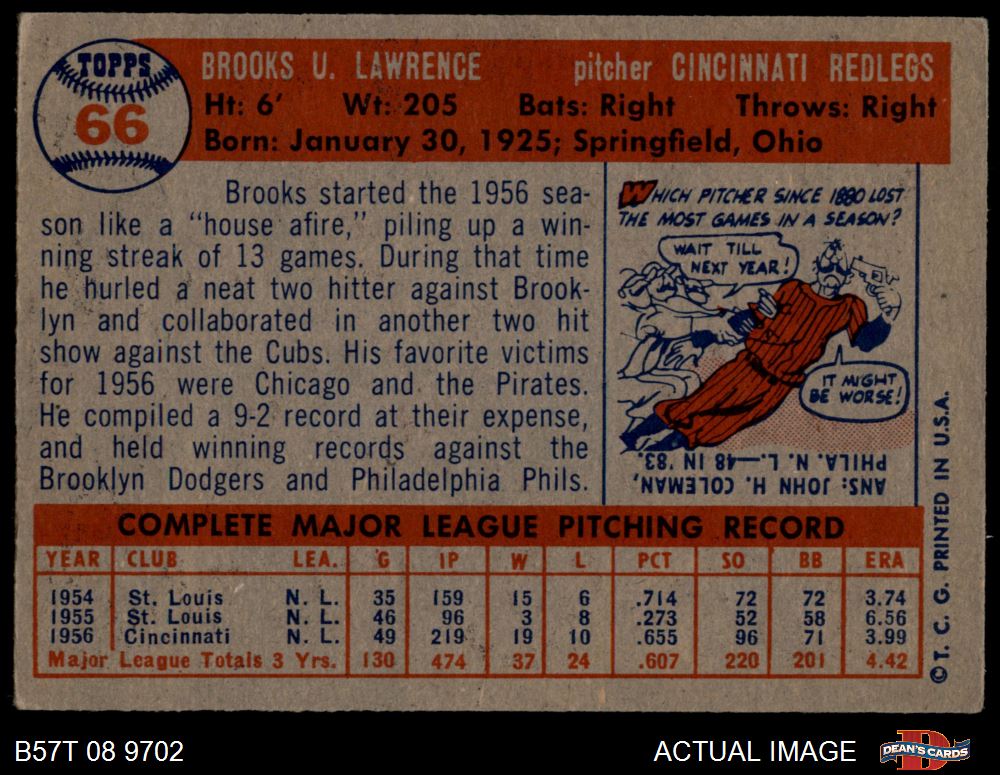 TOPPS
66
BROOKS U. LAWRENCE pitcher CINCINNATI REDLEGS
Ht: 6' Wt: 205 Bats: Right Throws: Right
Born: January 30, 1925; Springfield, Ohio
Brooks started the 1956 sea-
son like a "house afire," piling up a win-
ning streak of 13 games. During that time
he hurled a neat two hitter against Brook-
lyn and collaborated in another two hit
show against the Cubs. His favorite victims
for 1956 were Chicago and the Pirates.
He compiled a 9-2 record at their expense,
and held winning records against the
Brooklyn Dodgers and Philadelphia Phils.
WHICH PITCHER SINCE 1880 LOST
THE MOST GAMES IN A SEASON?
WAIT TILL
NEXT YEAR!
IT MIGHT
BE WORSE!
ANS: JOHN H. COLEMAN,
PHILA. N. L.—48 IN '83.
COMPLETE MAJOR LEAGUE PITCHING RECORD
YEAR CLUB LEA. G IP W L PCT SO BB ERA
1954 St. Louis N. L. 35 159 15 6 .714 72 72 3.74
1955 St. Louis N. L. 46 96 3 8 .273 52 58 6.56
1956 Cincinnati N. L. 49 219 19 10 .655 96 71 3.99
Major League Totals 3 Yrs. 130 474 37 24 .607 220 201 4.42
© T. C. G. PRINTED IN U.S.A.
B57T 08 9702 ACTUAL IMAGE
D
DEAN'S CARDS